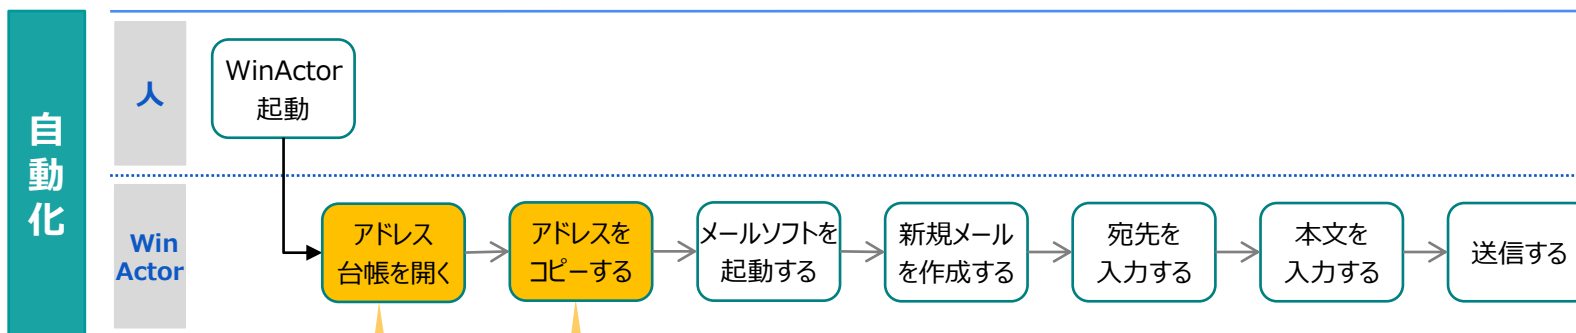 自
動
化
人
WinActor
起動
Win
Actor
アドレス
台帳を開く
アドレスを
コピーする
メールソフトを
起動する
新規メール
を作成する
宛先を
入力する
本文を
入力する
送信する